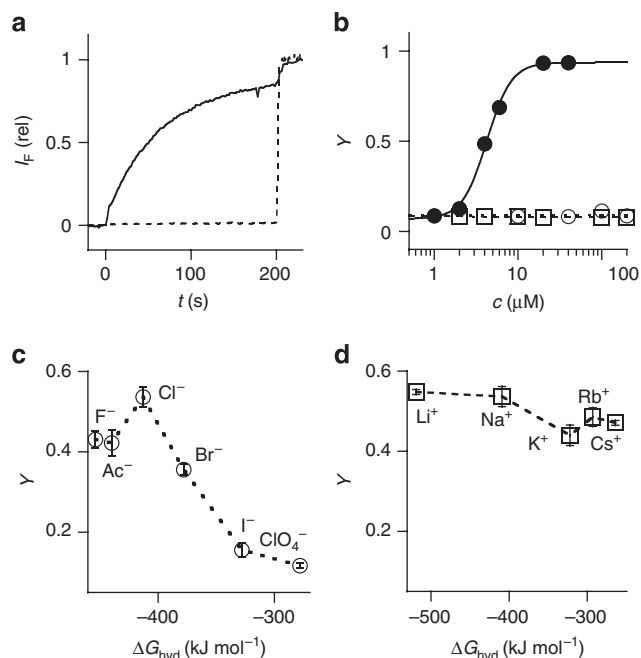 a
1
0.5
0
I_F (rel)
0
100
200
t (s)
b
1
0.5
0
Y
1
10
100
c (μM)
c
0.6
0.4
0.2
Y
F⁻
Ac⁻
Cl⁻
Br⁻
I⁻
ClO₄⁻
−400
−300
ΔG_hyd (kJ mol⁻¹)
d
0.6
0.4
0.2
Y
Li⁺
Na⁺
K⁺
Rb⁺
Cs⁺
−500
−400
−300
ΔG_hyd (kJ mol⁻¹)